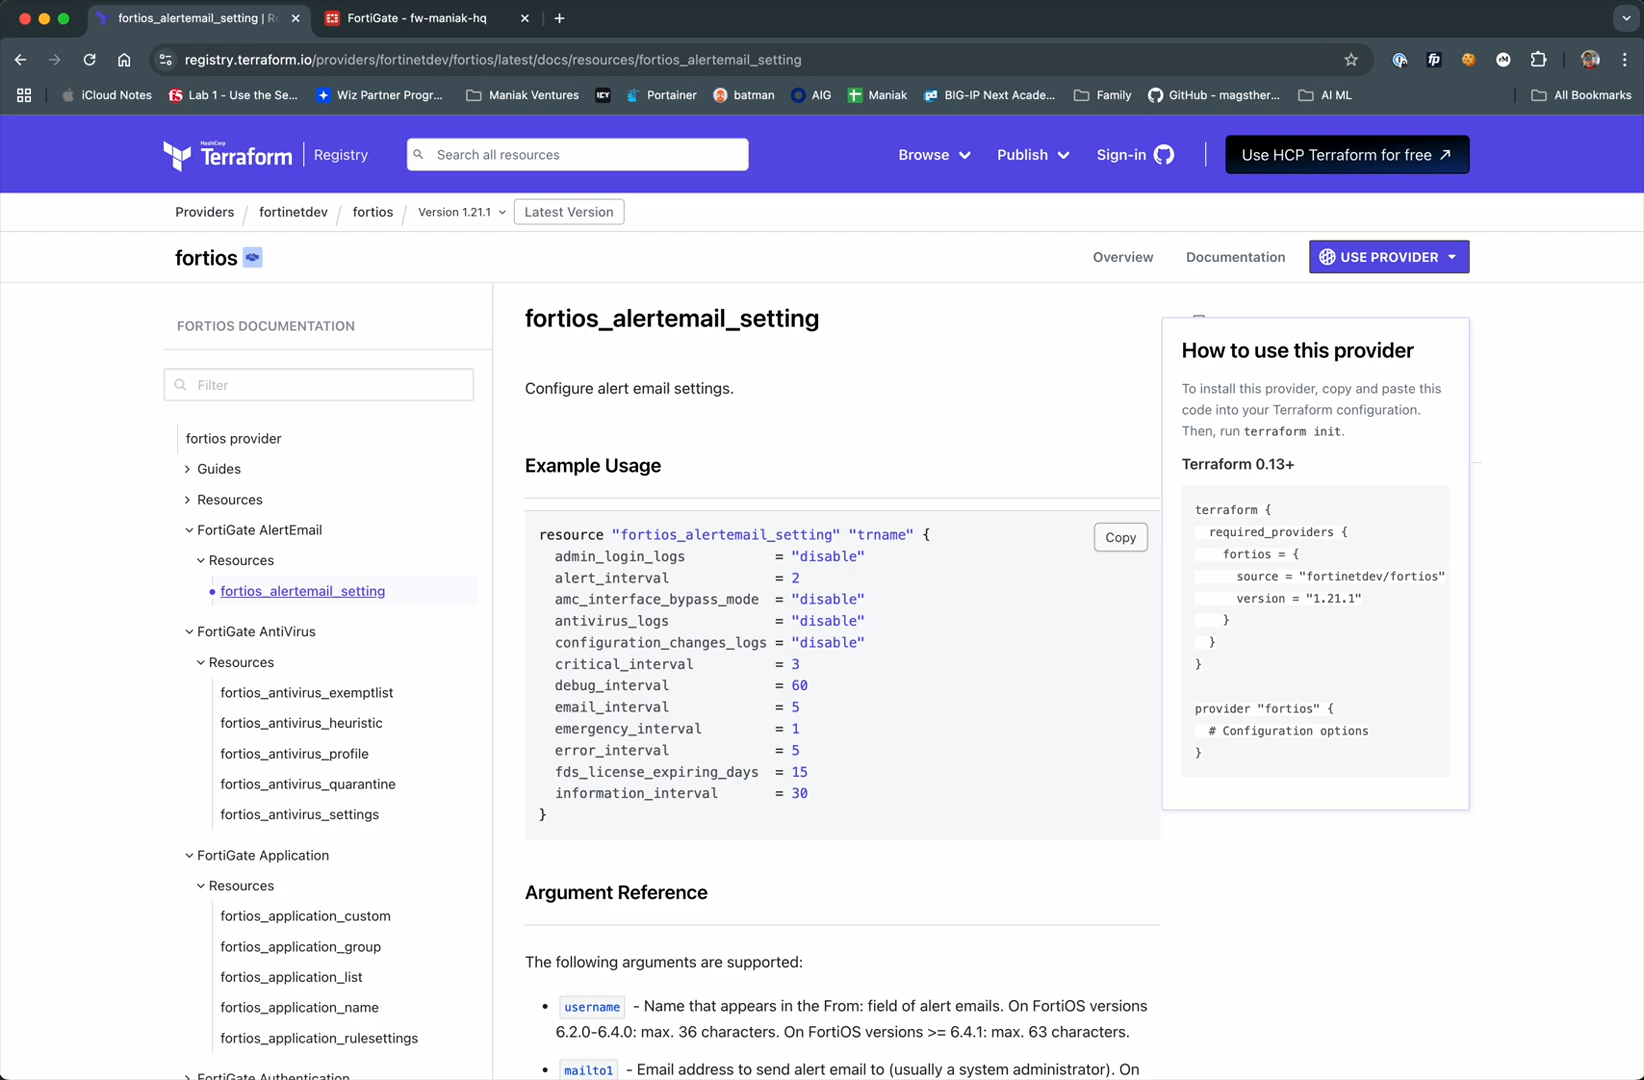 fortios_alertemail_setting | Re
FortiGate - fw-maniak-hq
registry.terraform.io/providers/fortinetdev/fortios/latest/docs/resources/fortios_alertemail_setting
iCloud Notes
Lab 1 - Use the Se...
Wiz Partner Progr...
Maniak Ventures
Portainer
batman
AIG
Maniak
BIG-IP Next Acade...
Family
GitHub - magsther...
AI ML
All Bookmarks
HashiCorp
Terraform
Registry
Search all resources
Browse
Publish
Sign-in
Use HCP Terraform for free
Providers / fortinetdev / fortios / Version 1.21.1
Latest Version
fortios
Overview
Documentation
USE PROVIDER
FORTIOS DOCUMENTATION
Filter
fortios provider
Guides
Resources
FortiGate AlertEmail
Resources
fortios_alertemail_setting
FortiGate AntiVirus
Resources
fortios_antivirus_exemptlist
fortios_antivirus_heuristic
fortios_antivirus_profile
fortios_antivirus_quarantine
fortios_antivirus_settings
FortiGate Application
Resources
fortios_application_custom
fortios_application_group
fortios_application_list
fortios_application_name
fortios_application_rulesettings
FortiGate Authentication
fortios_alertemail_setting
Configure alert email settings.
Example Usage
Copy
resource "fortios_alertemail_setting" "trname" {
admin_login_logs = "disable"
alert_interval = 2
amc_interface_bypass_mode = "disable"
antivirus_logs = "disable"
configuration_changes_logs = "disable"
critical_interval = 3
debug_interval = 60
email_interval = 5
emergency_interval = 1
error_interval = 5
fds_license_expiring_days = 15
information_interval = 30
}
Argument Reference
The following arguments are supported:
• username - Name that appears in the From: field of alert emails. On FortiOS versions
6.2.0-6.4.0: max. 36 characters. On FortiOS versions >= 6.4.1: max. 63 characters.
• mailto1 - Email address to send alert email to (usually a system administrator). On
How to use this provider
To install this provider, copy and paste this
code into your Terraform configuration.
Then, run terraform init.
Terraform 0.13+
terraform {
required_providers {
fortios = {
source = "fortinetdev/fortios"
version = "1.21.1"
}
}
}
provider "fortios" {
# Configuration options
}